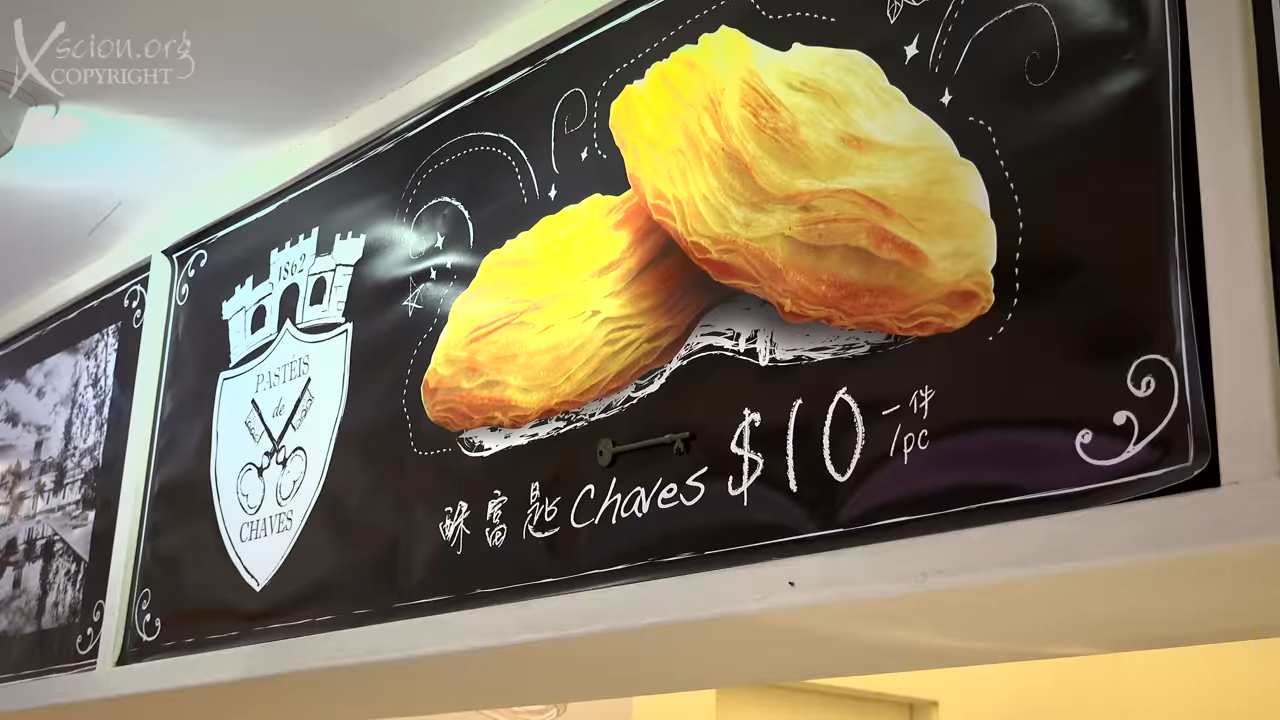 Xscion.org
COPYRIGHT
1862
PASTÉIS
de
CHAVES
酥富匙 Chaves $10 一件
/pc